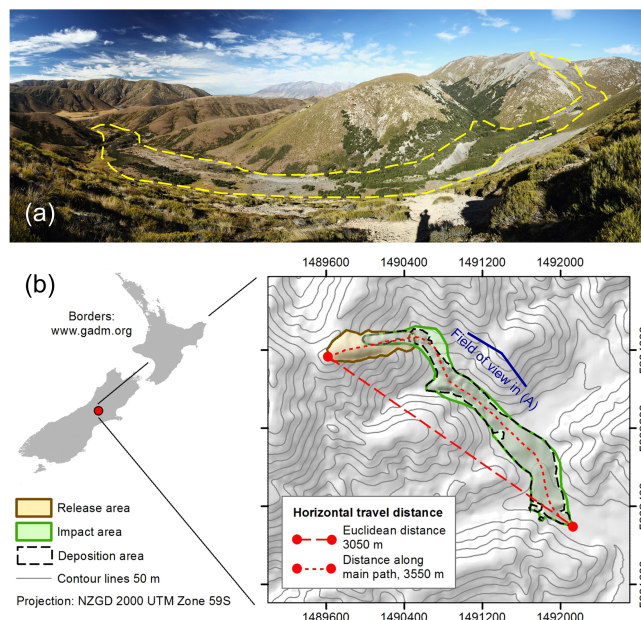 (a)
(b)
Borders:
www.gadm.org
1489600 1490400 1491200 1492000
Field of view in (A)
Release area
Impact area
Deposition area
Contour lines 50 m
Projection: NZGD 2000 UTM Zone 59S
Horizontal travel distance
Euclidean distance
3050 m
Distance along
main path, 3550 m
1489600 1490400 1491200 1492000